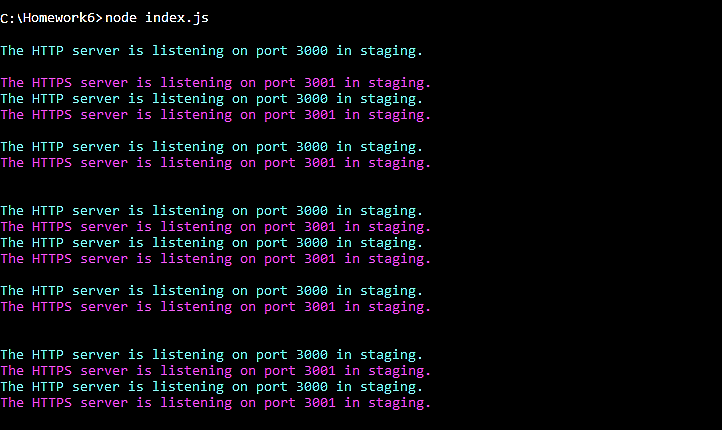 C:\Homework6>node index.js
The HTTP server is listening on port 3000 in staging.
The HTTPS server is listening on port 3001 in staging.
The HTTP server is listening on port 3000 in staging.
The HTTPS server is listening on port 3001 in staging.
The HTTP server is listening on port 3000 in staging.
The HTTPS server is listening on port 3001 in staging.
The HTTP server is listening on port 3000 in staging.
The HTTPS server is listening on port 3001 in staging.
The HTTP server is listening on port 3000 in staging.
The HTTPS server is listening on port 3001 in staging.
The HTTP server is listening on port 3000 in staging.
The HTTPS server is listening on port 3001 in staging.
The HTTP server is listening on port 3000 in staging.
The HTTPS server is listening on port 3001 in staging.
The HTTP server is listening on port 3000 in staging.
The HTTPS server is listening on port 3001 in staging.